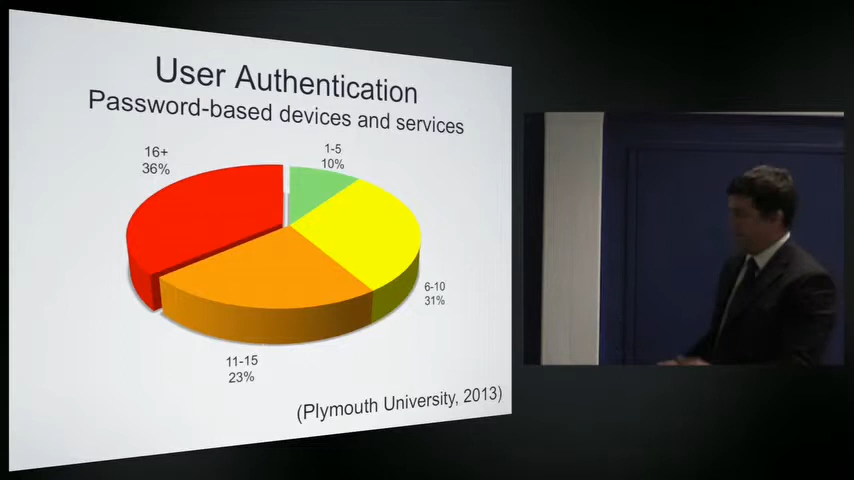 User Authentication
Password-based devices and services
16+
36%
1-5
10%
6-10
31%
11-15
23%
(Plymouth University, 2013)